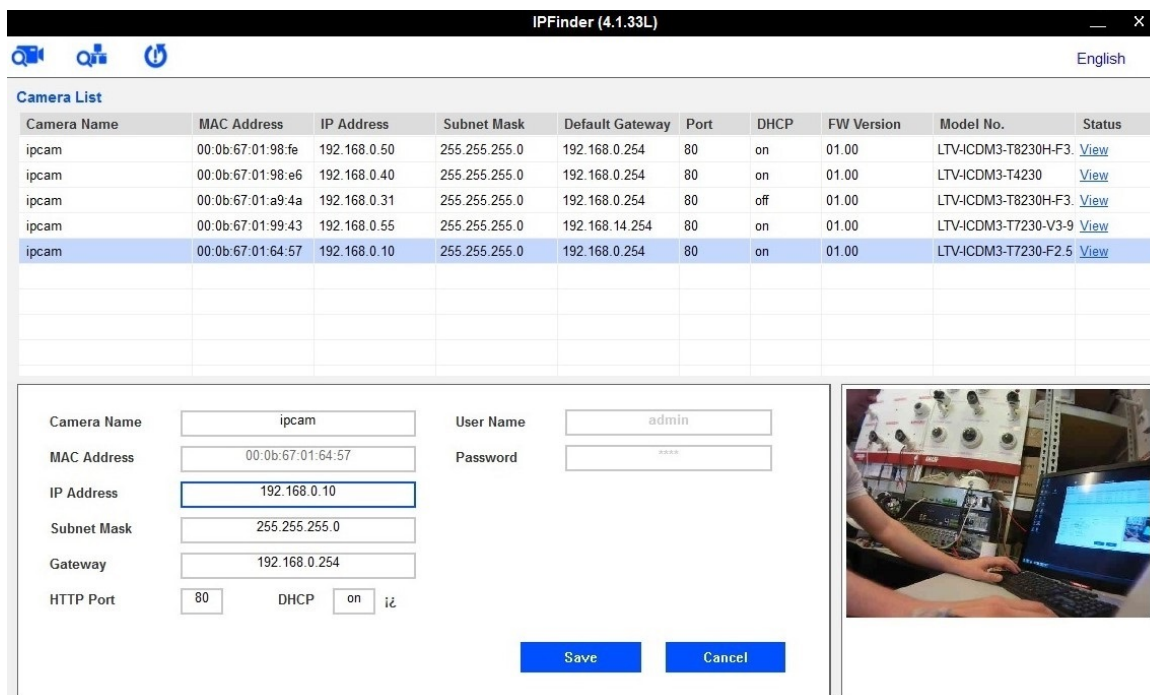 IPFinder (4.1.33L)
English
Camera List
Camera Name MAC Address IP Address Subnet Mask Default Gateway Port DHCP FW Version Model No. Status
ipcam 00:0b:67:01:98:fe 192.168.0.50 255.255.255.0 192.168.0.254 80 on 01.00 LTV-ICDM3-T8230H-F3. View
ipcam 00:0b:67:01:98:e6 192.168.0.40 255.255.255.0 192.168.0.254 80 on 01.00 LTV-ICDM3-T4230 View
ipcam 00:0b:67:01:a9:4a 192.168.0.31 255.255.255.0 192.168.0.254 80 off 01.00 LTV-ICDM3-T8230H-F3. View
ipcam 00:0b:67:01:99:43 192.168.0.55 255.255.255.0 192.168.14.254 80 on 01.00 LTV-ICDM3-T7230-V3-9 View
ipcam 00:0b:67:01:64:57 192.168.0.10 255.255.255.0 192.168.0.254 80 on 01.00 LTV-ICDM3-T7230-F2.5 View
Camera Name ipcam User Name admin
MAC Address 00:0b:67:01:64:57 Password ****
IP Address 192.168.0.10
Subnet Mask 255.255.255.0
Gateway 192.168.0.254
HTTP Port 80 DHCP on ¡¿
Save Cancel